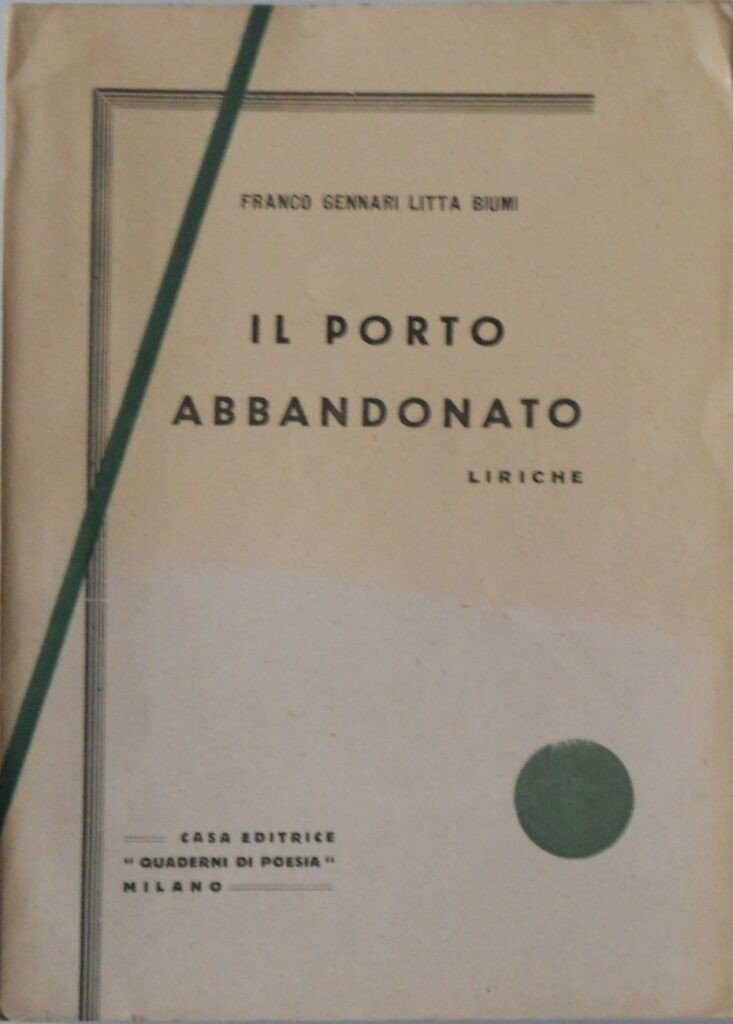 FRANCO GENNARI LITTA BIUMI
IL PORTO
ABBANDONATO
LIRICHE
CASA EDITRICE
"QUADERNI DI POESIA"
MILANO